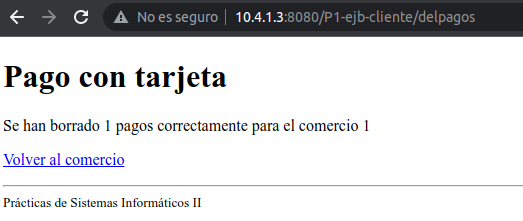 No es seguro | 10.4.1.3:8080/P1-ejb-cliente/delpagos
Pago con tarjeta
Se han borrado 1 pagos correctamente para el comercio 1
Volver al comercio
Prácticas de Sistemas Informáticos II